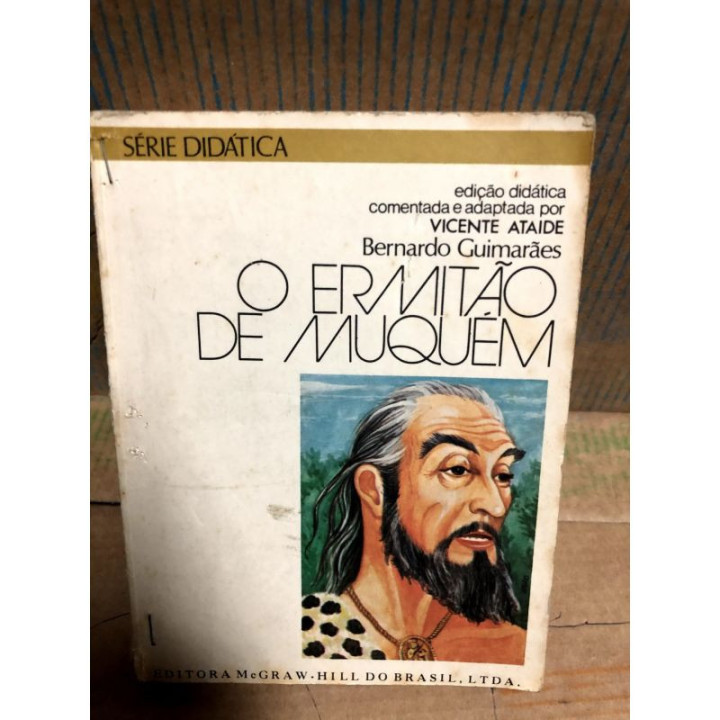 SÉRIE DIDÁTICA
edição didática
comentada e adaptada por
VICENTE ATAIDE
Bernardo Guimarães
O ERMITÃO
DE MUQUÉM
EDITORA McGRAW-HILL DO BRASIL, LTDA.